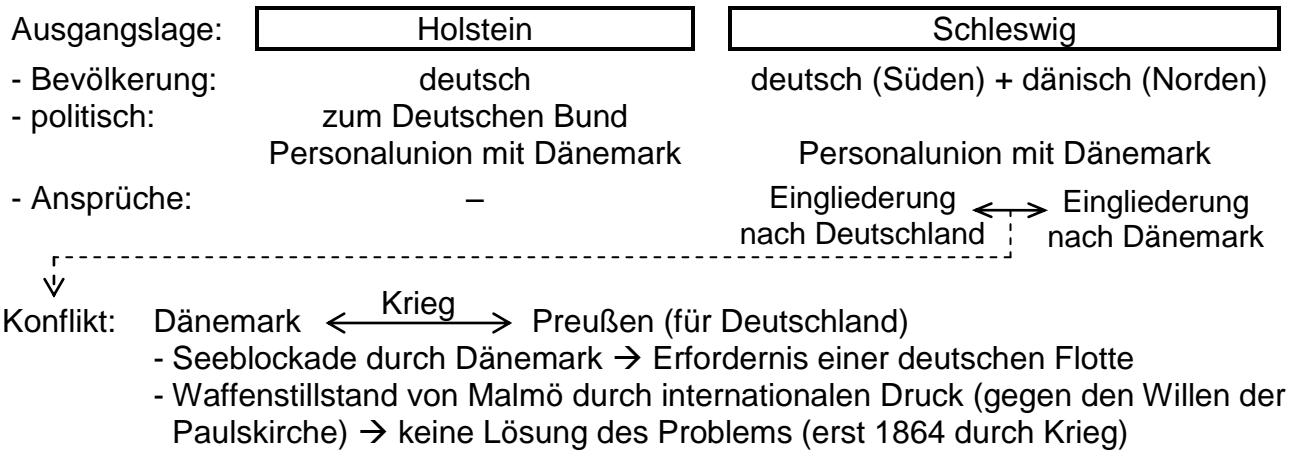 Ausgangslage: Holstein Schleswig
- Bevölkerung: deutsch deutsch (Süden) + dänisch (Norden)
- politisch: zum Deutschen Bund
Personalunion mit Dänemark Personalunion mit Dänemark
- Ansprüche: – Eingliederung Eingliederung
nach Deutschland nach Dänemark
Krieg
Konflikt: Dänemark Preußen (für Deutschland)
- Seeblockade durch Dänemark → Erfordernis einer deutschen Flotte
- Waffenstillstand von Malmö durch internationalen Druck (gegen den Willen der
Paulskirche) → keine Lösung des Problems (erst 1864 durch Krieg)